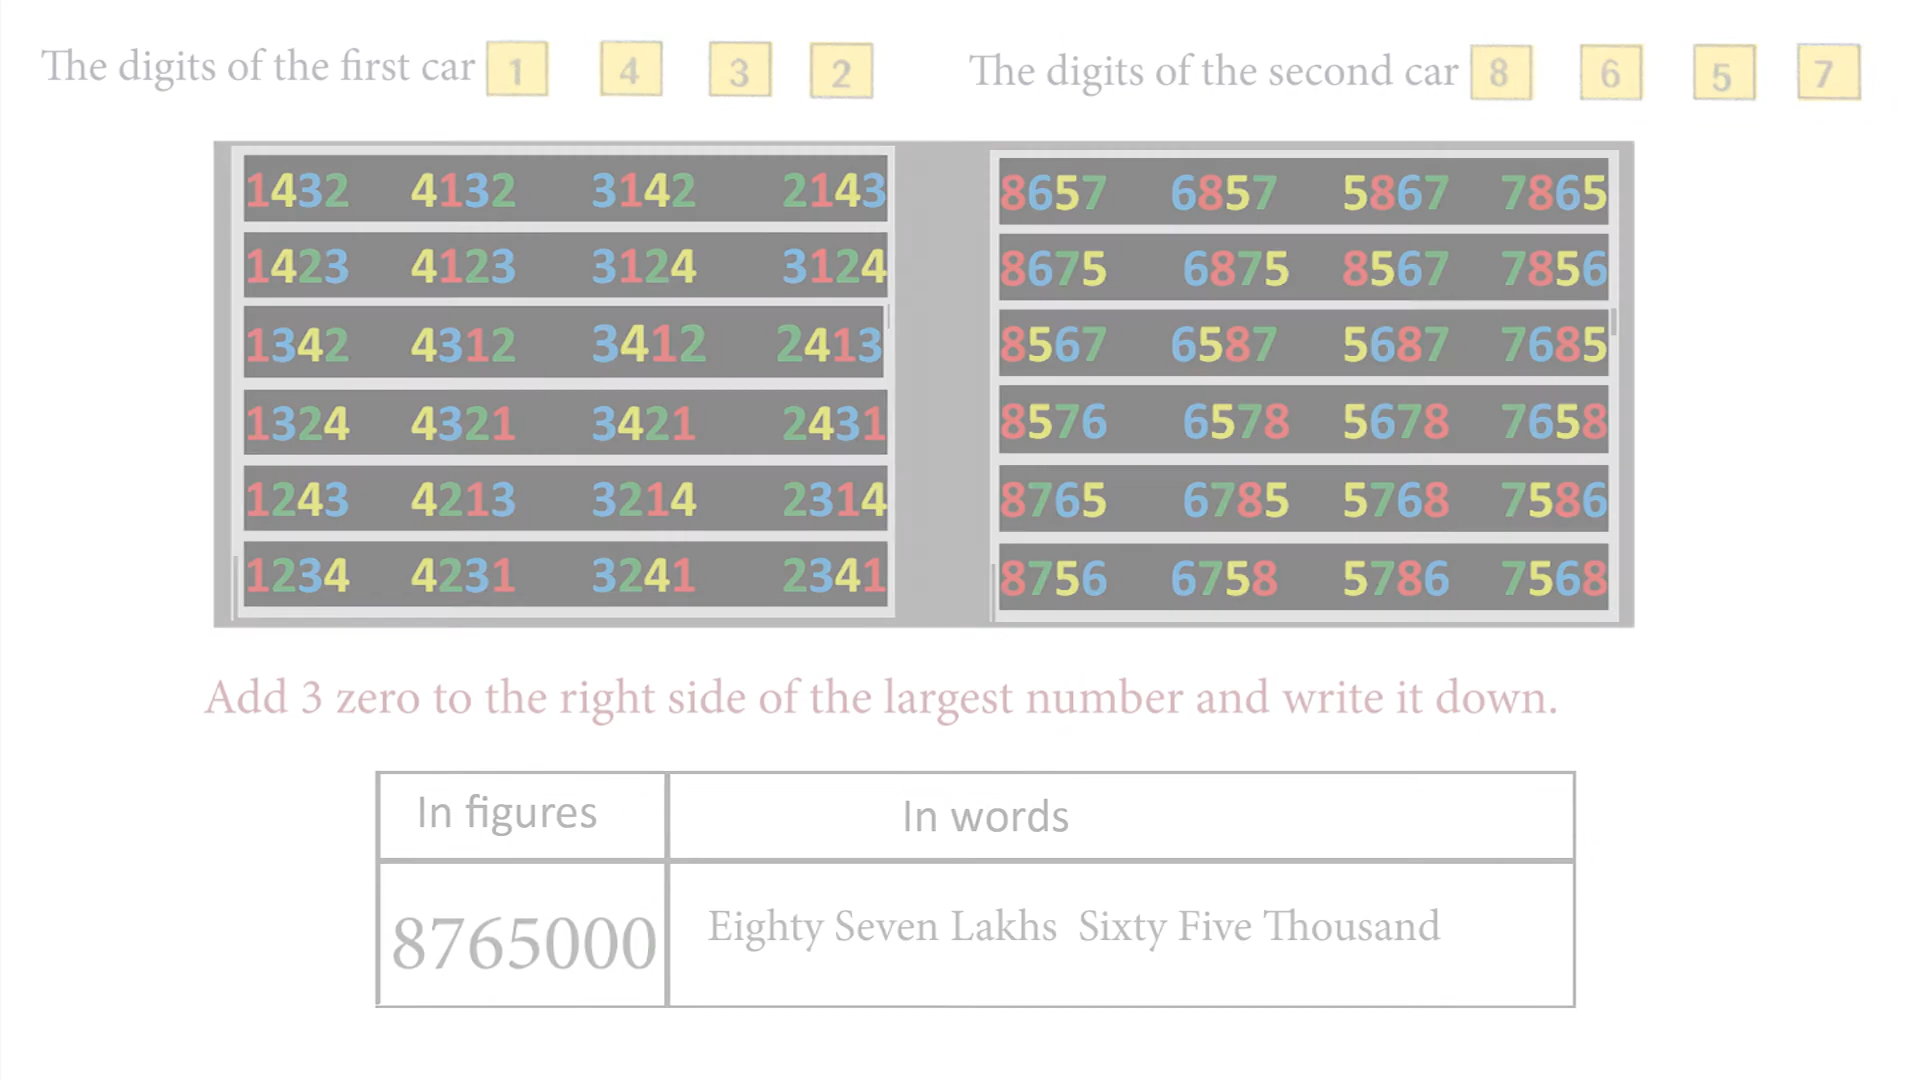 The digits of the first car 1 4 3 2
The digits of the second car 8 6 5 7
1432 4132 3142 2143
1423 4123 3124 3124
1342 4312 3412 2413
1324 4321 3421 2431
1243 4213 3214 2314
1234 4231 3241 2341
8657 6857 5867 7865
8675 6875 8567 7856
8567 6587 5687 7685
8576 6578 5678 7658
8765 6785 5768 7586
8756 6758 5786 7568
Add 3 zero to the right side of the largest number and write it down.
In figures In words
8765000 Eighty Seven Lakhs Sixty Five Thousand